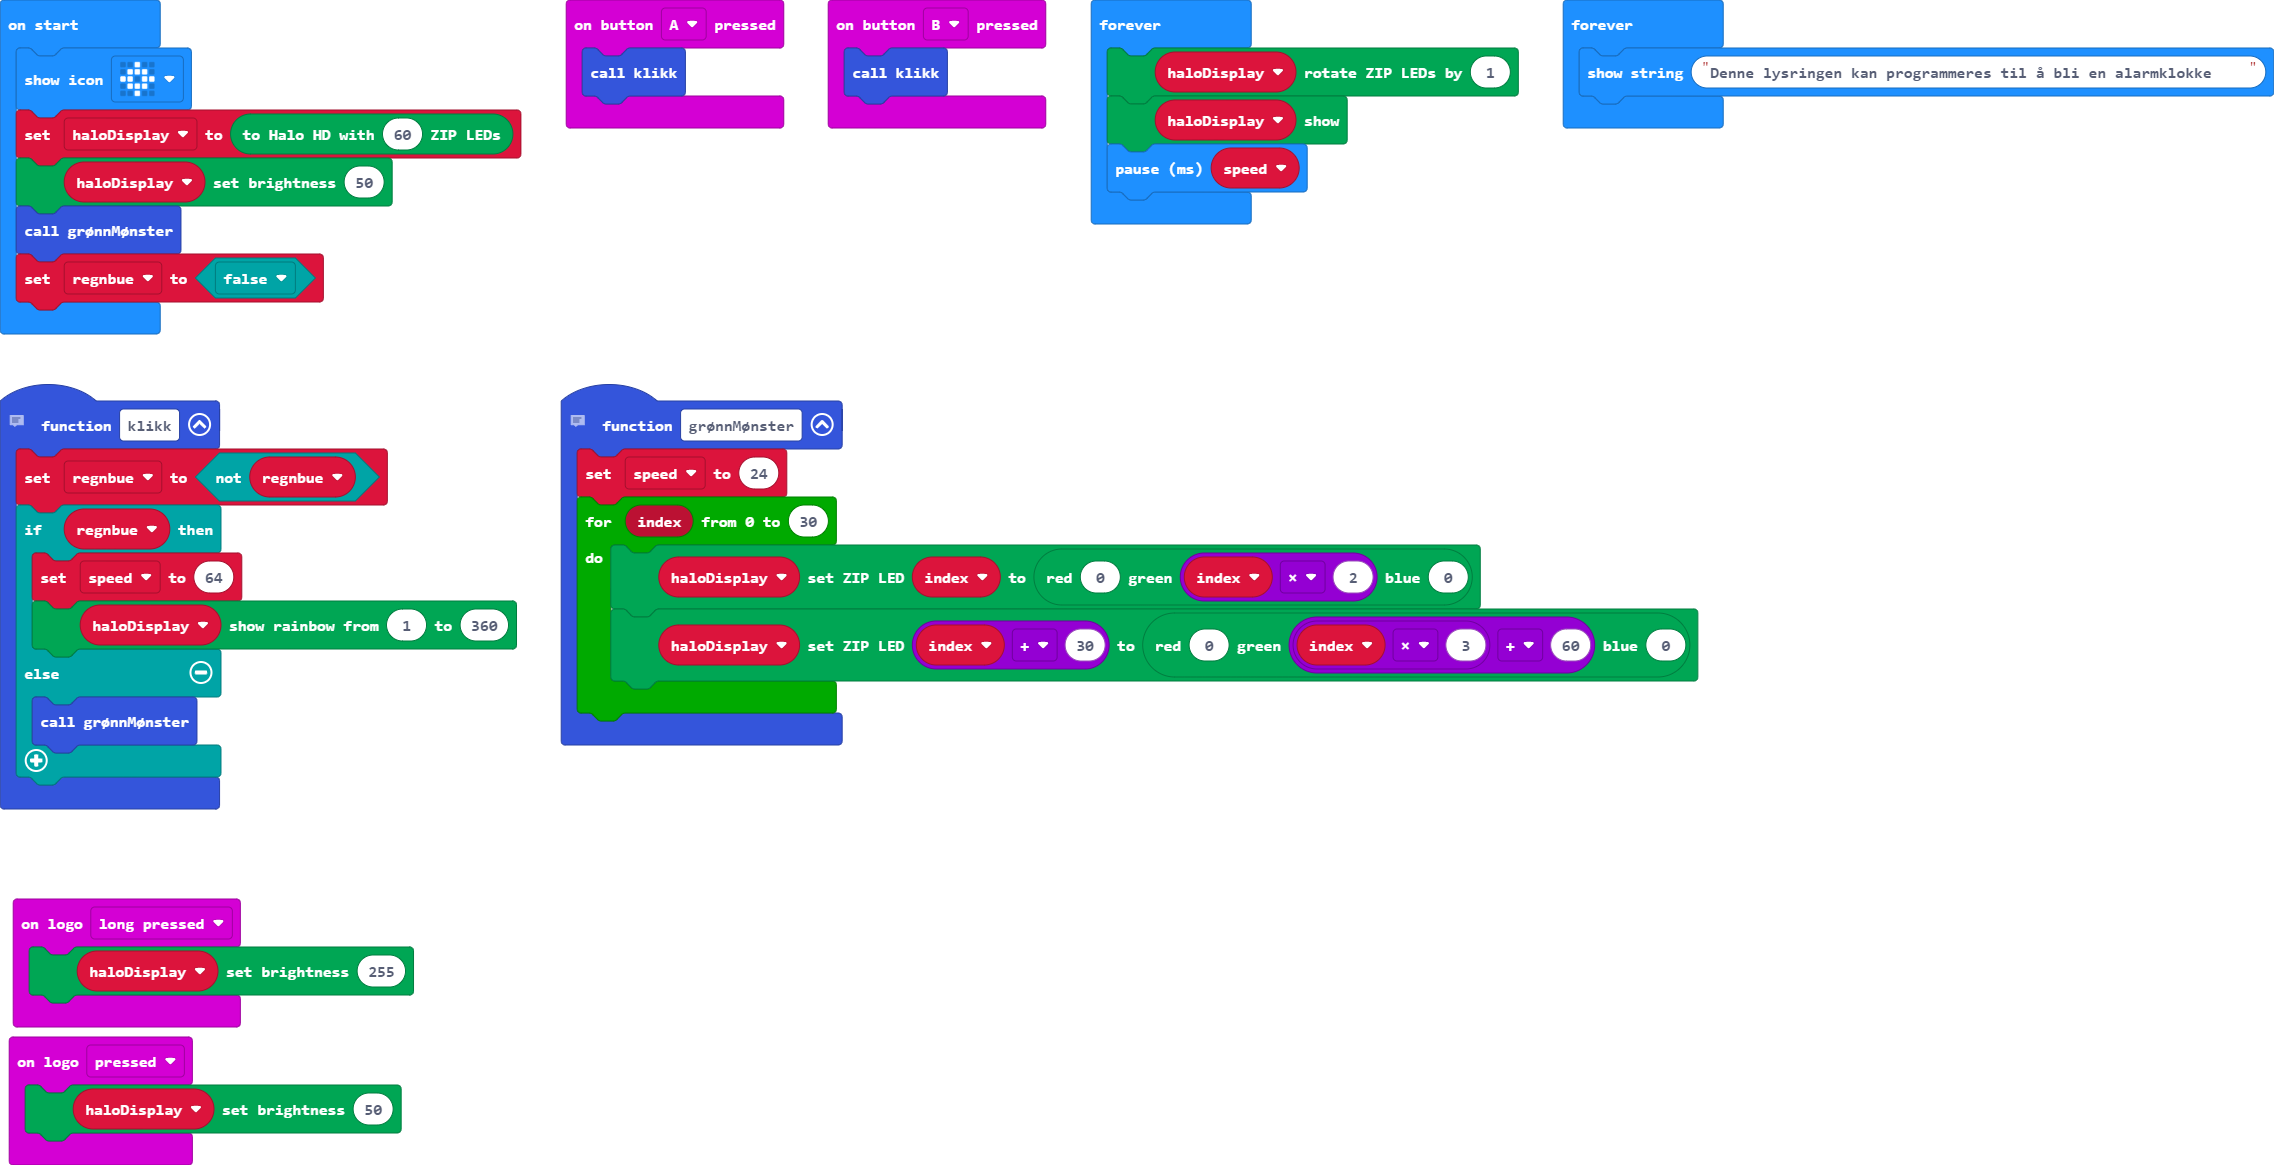 on start
show icon
set haloDisplay to to Halo HD with 60 ZIP LEDs
haloDisplay set brightness 50
call grønnMønster
set regnbue to false
on button A pressed
call klikk
on button B pressed
call klikk
forever
haloDisplay rotate ZIP LEDs by 1
haloDisplay show
pause (ms) speed
forever
show string "Denne lysringen kan programmeres til å bli en alarmklokke "
function klikk
set regnbue to not regnbue
if regnbue then
set speed to 64
haloDisplay show rainbow from 1 to 360
else
call grønnMønster
function grønnMønster
set speed to 24
for index from 0 to 30
do
haloDisplay set ZIP LED index to red 0 green index × 2 blue 0
haloDisplay set ZIP LED index + 30 to red 0 green index × 3 + 60 blue 0
on logo long pressed
haloDisplay set brightness 255
on logo pressed
haloDisplay set brightness 50